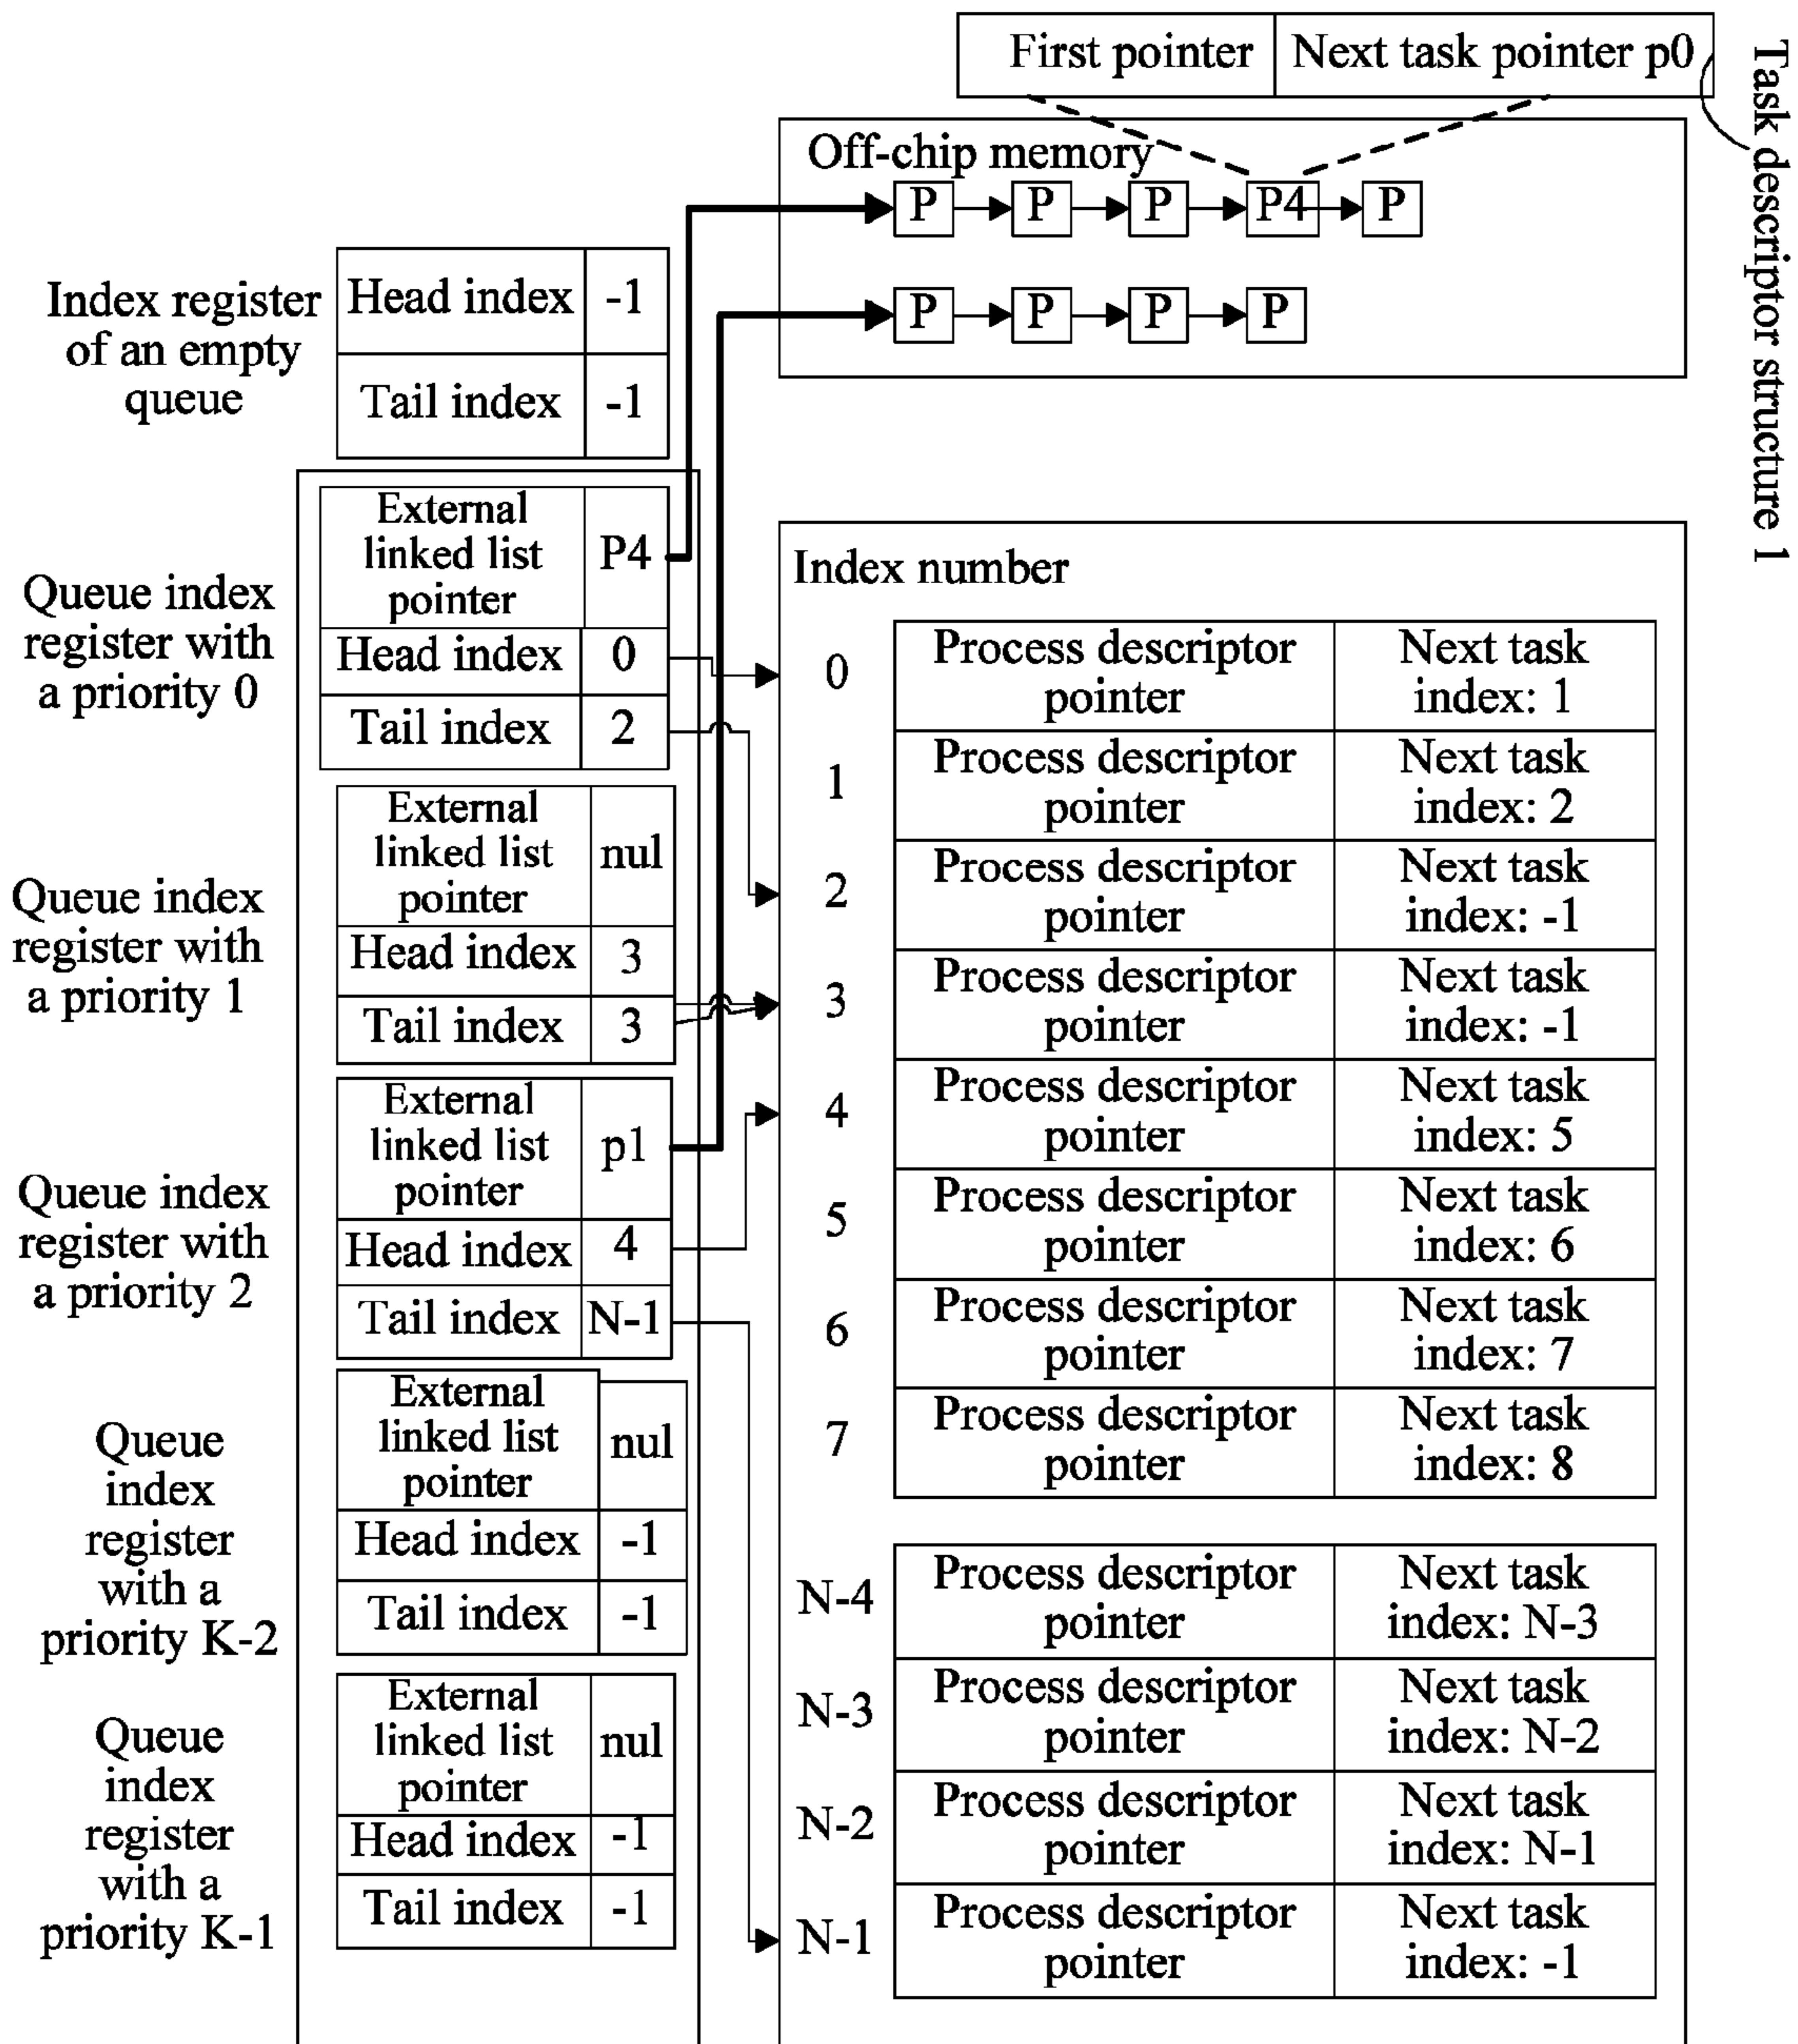 First pointer
Next task pointer p0
Task descriptor structure 1
Off-chip memory
P
P
P
P4
P
P
P
P
P
Index register
of an empty
queue
Head index
-1
Tail index
-1
Queue index
register with
a priority 0
External
linked list
pointer
P4
Head index
0
Tail index
2
Queue index
register with
a priority 1
External
linked list
pointer
nul
Head index
3
Tail index
3
Queue index
register with
a priority 2
External
linked list
pointer
p1
Head index
4
Tail index
N-1
Queue
index
register
with a
priority K-2
External
linked list
pointer
nul
Head index
-1
Tail index
-1
Queue
index
register
with a
priority K-1
External
linked list
pointer
nul
Head index
-1
Tail index
-1
Index number
0
Process descriptor
pointer
Next task
index: 1
1
Process descriptor
pointer
Next task
index: 2
2
Process descriptor
pointer
Next task
index: -1
3
Process descriptor
pointer
Next task
index: -1
4
Process descriptor
pointer
Next task
index: 5
5
Process descriptor
pointer
Next task
index: 6
6
Process descriptor
pointer
Next task
index: 7
7
Process descriptor
pointer
Next task
index: 8
N-4
Process descriptor
pointer
Next task
index: N-3
N-3
Process descriptor
pointer
Next task
index: N-2
N-2
Process descriptor
pointer
Next task
index: N-1
N-1
Process descriptor
pointer
Next task
index: -1